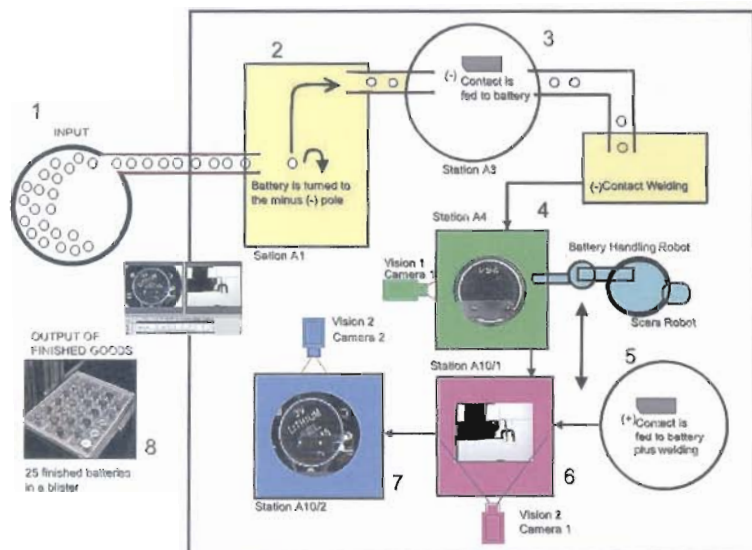 1
INPUT
2
Battery is turned to
the minus (-) pole
Sation A1
3
(-)
Contact is
fed to battery
Station A3
(-)Contact Welding
Station A4
4
Vision 1
Camera 1
Battery Handling Robot
Scara Robot
5
(+)
Contact is
fed to battery
plus welding
Station A10/1
6
Vision 2
Camera 1
Vision 2
Camera 2
3V
LITHIUM
7
Station A10/2
OUTPUT OF
FINISHED GOODS
8
25 finished batteries
in a blister